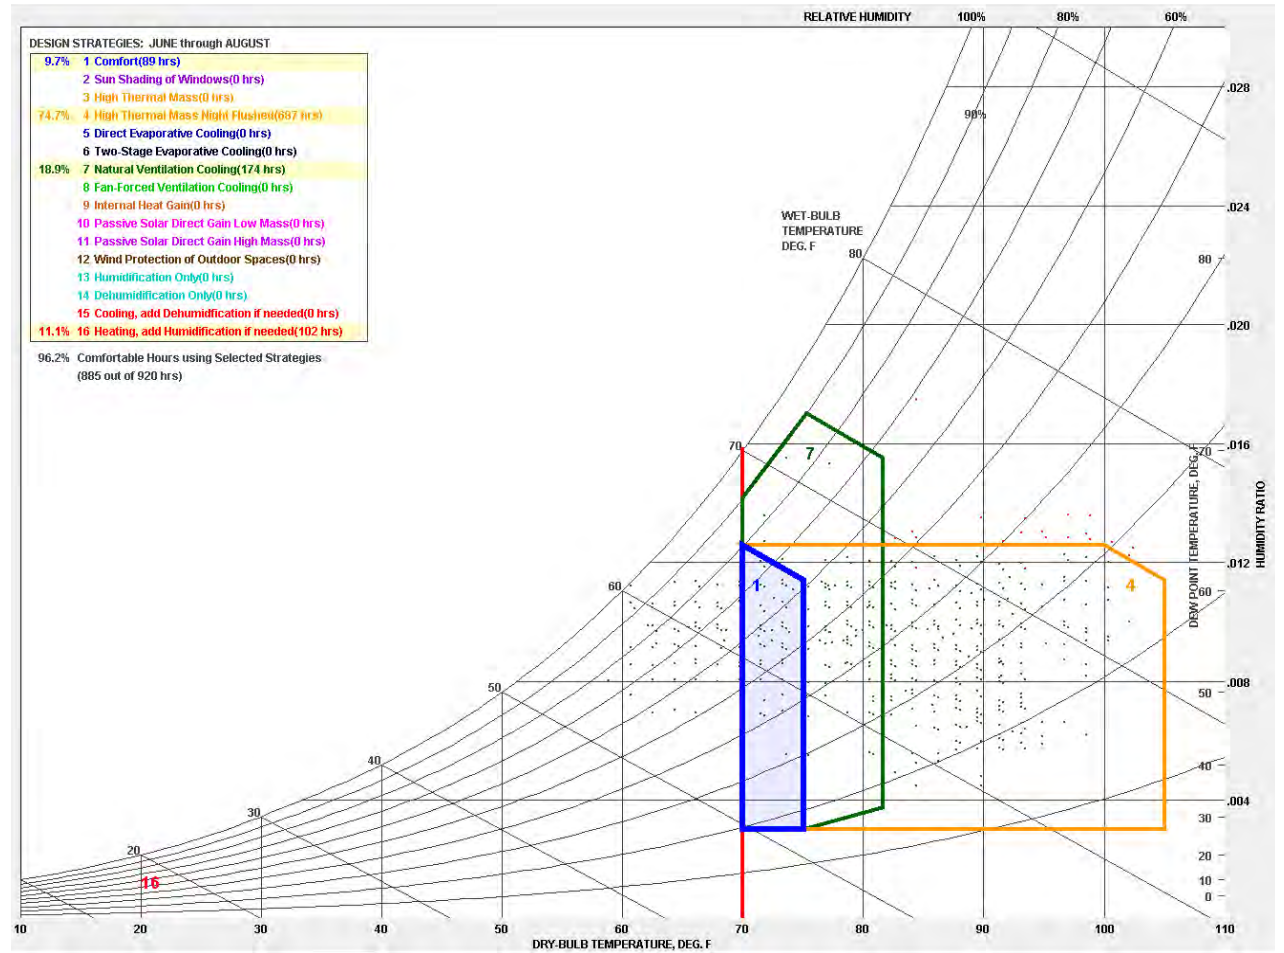 RELATIVE HUMIDITY 100% 80% 60%
DESIGN STRATEGIES: JUNE through AUGUST
9.7% 1 Comfort(89 hrs)
2 Sun Shading of Windows(0 hrs)
3 High Thermal Mass(0 hrs)
74.7% 4 High Thermal Mass Night Flushed(687 hrs)
5 Direct Evaporative Cooling(0 hrs)
6 Two-Stage Evaporative Cooling(0 hrs)
18.9% 7 Natural Ventilation Cooling(174 hrs)
8 Fan-Forced Ventilation Cooling(0 hrs)
9 Internal Heat Gain(0 hrs)
10 Passive Solar Direct Gain Low Mass(0 hrs)
11 Passive Solar Direct Gain High Mass(0 hrs)
12 Wind Protection of Outdoor Spaces(0 hrs)
13 Humidification Only(0 hrs)
14 Dehumidification Only(0 hrs)
15 Cooling, add Dehumidification if needed(0 hrs)
11.1% 16 Heating, add Humidification if needed(102 hrs)
96.2% Comfortable Hours using Selected Strategies
(885 out of 920 hrs)
90%
WET-BULB
TEMPERATURE
DEG. F
80
70
60
50
40
30
20
7
1
4
16
.028
.024
.020
.016
.012
.008
.004
HUMIDITY RATIO
80
70
60
50
40
30
20
10
0
DEW POINT TEMPERATURE, DEG. F
10 20 30 40 50 60 70 80 90 100 110
DRY-BULB TEMPERATURE, DEG. F